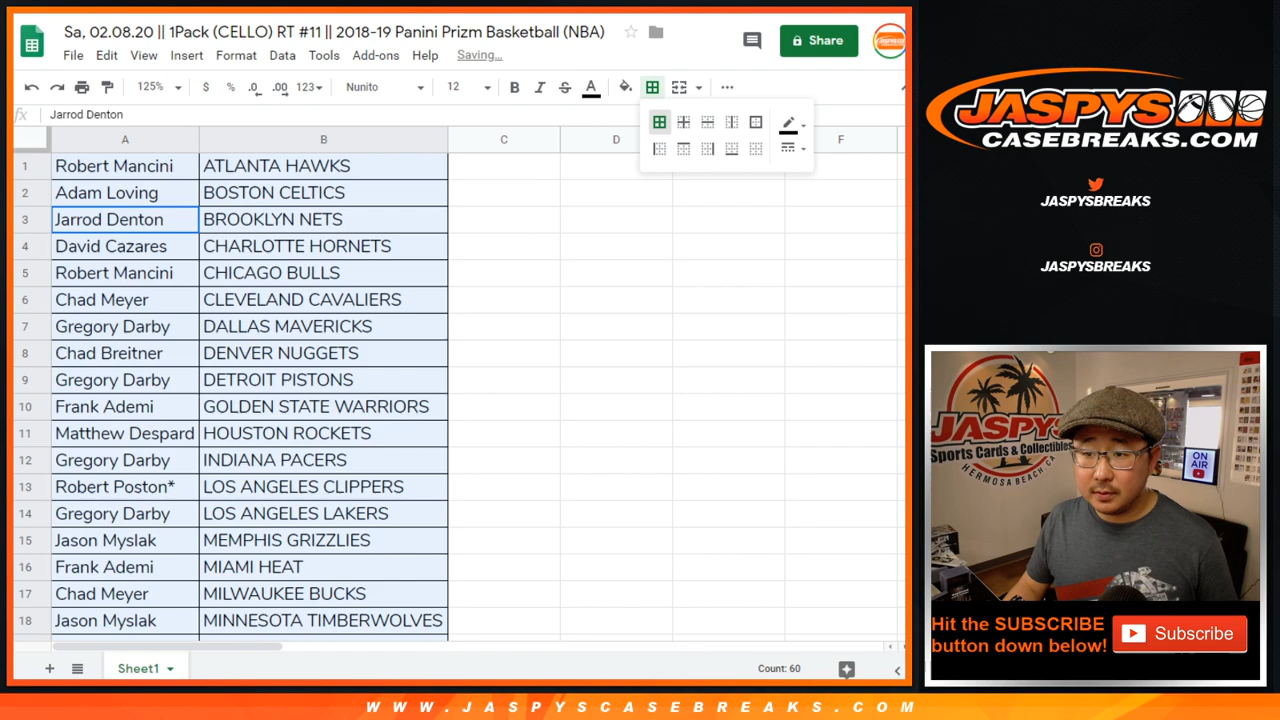 Sa, 02.08.20 || 1Pack (CELLO) RT #11 || 2018-19 Panini Prizm Basketball (NBA)
Share
File Edit View Insert Format Data Tools Add-ons Help Saving...
125% $ % .0 .00 123 Nunito 12 B I S A
fx Jarrod Denton
A B C D F
1 Robert Mancini ATLANTA HAWKS
2 Adam Loving BOSTON CELTICS
3 Jarrod Denton BROOKLYN NETS
4 David Cazares CHARLOTTE HORNETS
5 Robert Mancini CHICAGO BULLS
6 Chad Meyer CLEVELAND CAVALIERS
7 Gregory Darby DALLAS MAVERICKS
8 Chad Breitner DENVER NUGGETS
9 Gregory Darby DETROIT PISTONS
10 Frank Ademi GOLDEN STATE WARRIORS
11 Matthew Despard HOUSTON ROCKETS
12 Gregory Darby INDIANA PACERS
13 Robert Poston* LOS ANGELES CLIPPERS
14 Gregory Darby LOS ANGELES LAKERS
15 Jason Myslak MEMPHIS GRIZZLIES
16 Frank Ademi MIAMI HEAT
17 Chad Meyer MILWAUKEE BUCKS
18 Jason Myslak MINNESOTA TIMBERWOLVES
Sheet1 Count: 60
JASPYS
CASEBREAKS.COM
JASPYSBREAKS
JASPYSBREAKS
JASPYS
Sports Cards & Collectibles
HERMOSA BEACH, CA
ON AIR
Hit the SUBSCRIBE
button down below!
Subscribe
WWW.JASPYSCASEBREAKS.COM